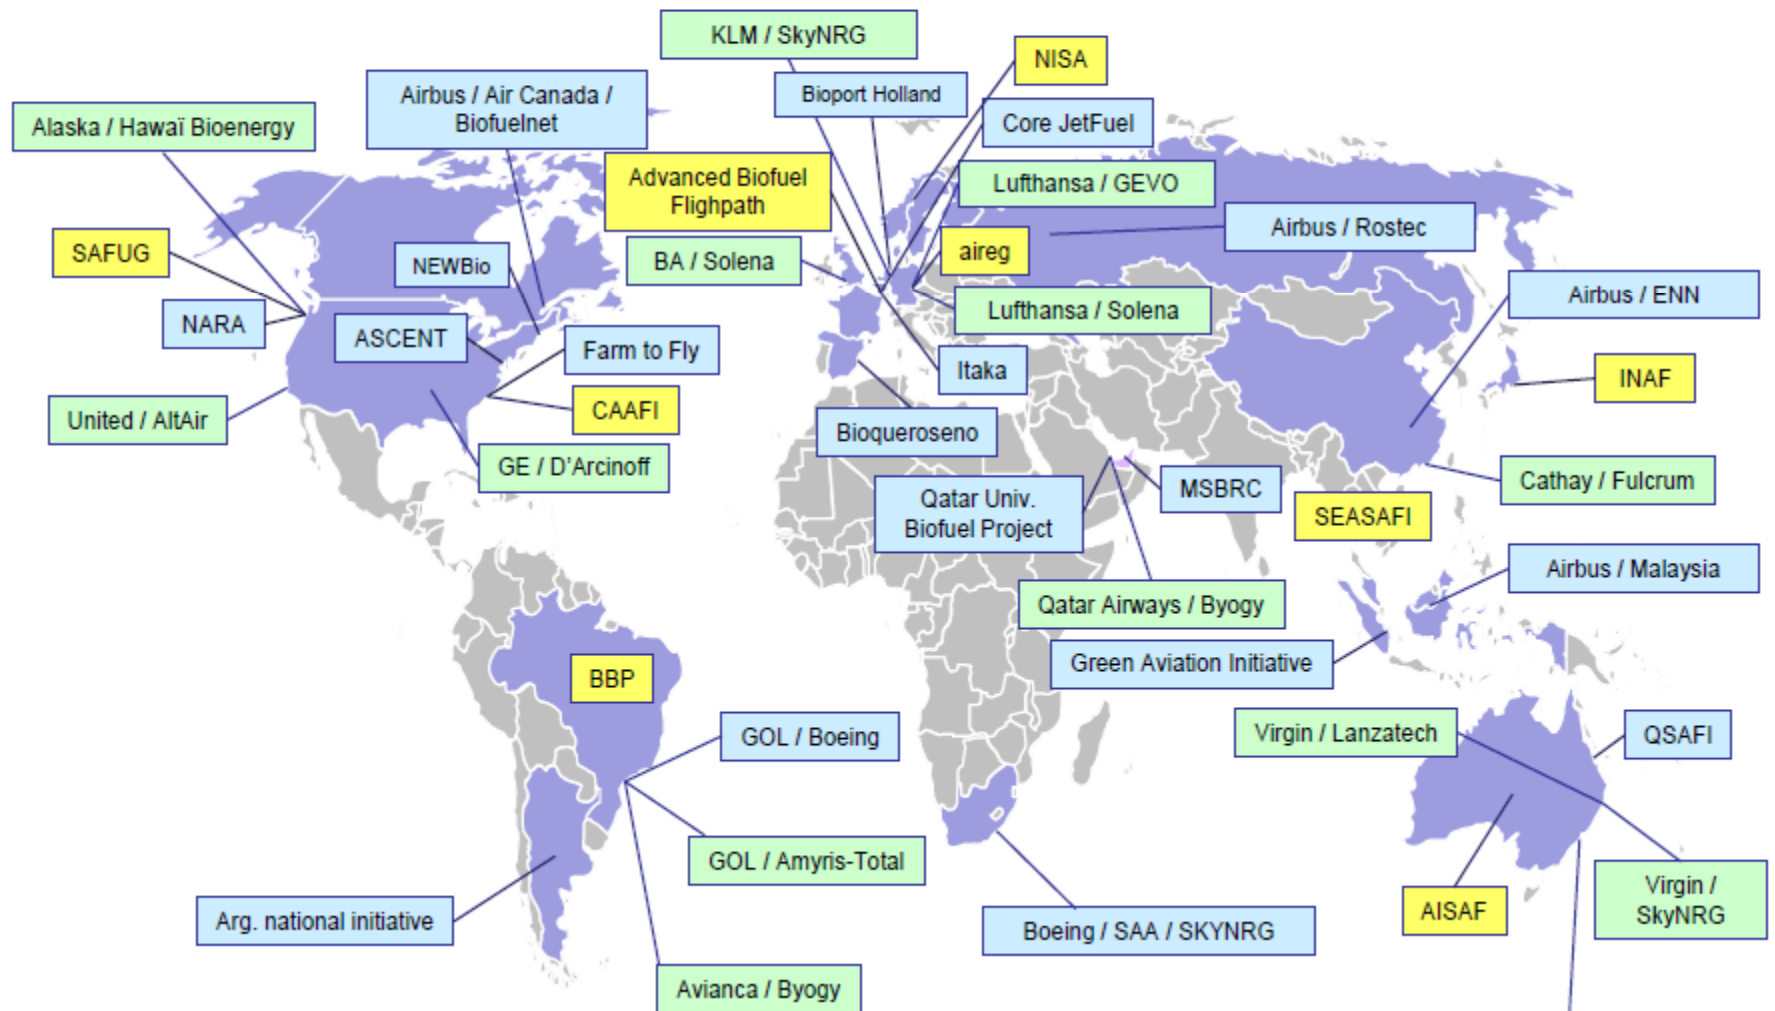 KLM / SkyNRG
NISA
Airbus / Air Canada /
Biofuelnet
Bioport Holland
Alaska / Hawaï Bioenergy
Core JetFuel
Advanced Biofuel
Flighpath
Lufthansa / GEVO
Airbus / Rostec
SAFUG
NEWBio
BA / Solena
aireg
Airbus / ENN
NARA
ASCENT
Farm to Fly
Lufthansa / Solena
Itaka
INAF
United / AltAir
CAAFI
Bioqueroseno
GE / D'Arcinoff
Qatar Univ.
Biofuel Project
MSBRC
Cathay / Fulcrum
SEASAFI
Airbus / Malaysia
Qatar Airways / Byogy
Green Aviation Initiative
BBP
GOL / Boeing
Virgin / Lanzatech
QSAFI
GOL / Amyris-Total
Arg. national initiative
Boeing / SAA / SKYNRG
AISAF
Virgin /
SkyNRG
Avianca / Byogy